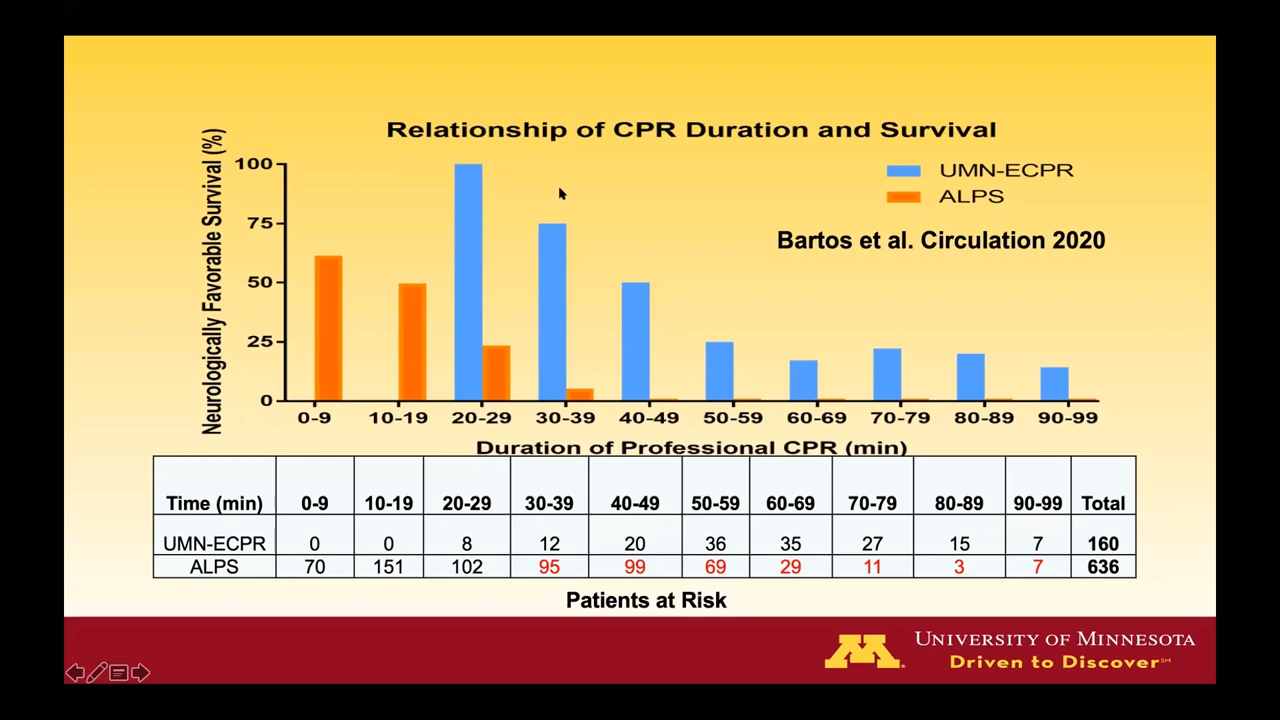 Relationship of CPR Duration and Survival
Neurologically Favorable Survival (%)
100
75
50
25
0
UMN-ECPR
ALPS
Bartos et al. Circulation 2020
0-9 10-19 20-29 30-39 40-49 50-59 60-69 70-79 80-89 90-99
Duration of Professional CPR (min)
Time (min) 0-9 10-19 20-29 30-39 40-49 50-59 60-69 70-79 80-89 90-99 Total
UMN-ECPR 0 0 8 12 20 36 35 27 15 7 160
ALPS 70 151 102 95 99 69 29 11 3 7 636
Patients at Risk
M
UNIVERSITY OF MINNESOTA
Driven to Discover℠